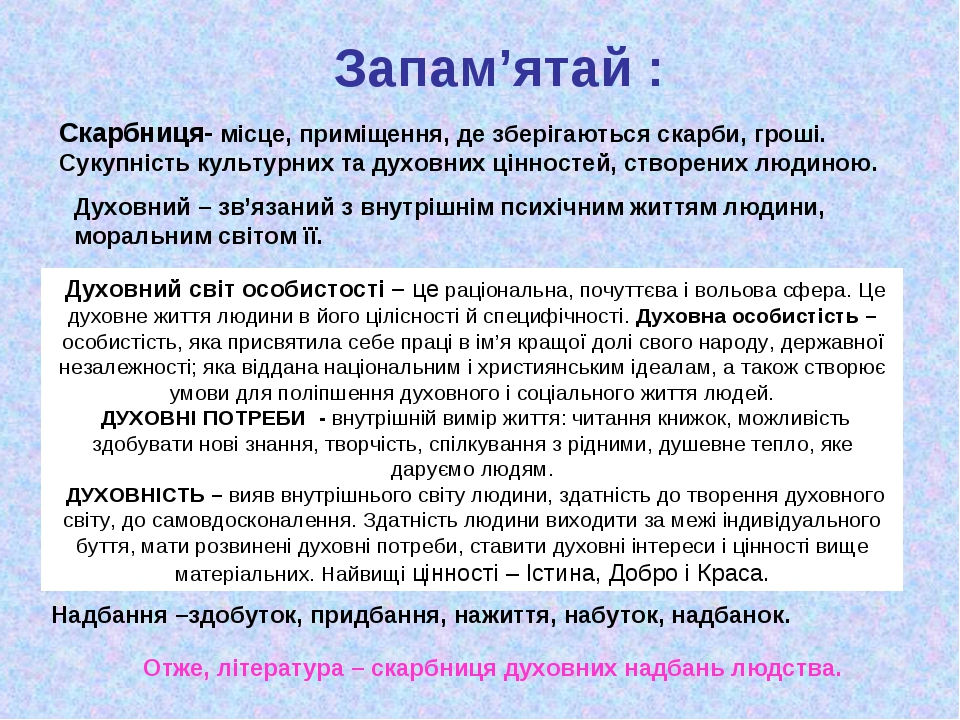 Запам’ятай :
Скарбниця- місце, приміщення, де зберігаються скарби, гроші.
Сукупність культурних та духовних цінностей, створених людиною.
Духовний – зв’язаний з внутрішнім психічним життям людини,
моральним світом її.
Духовний світ особистості – це раціональна, почуттєва і вольова сфера. Це
духовне життя людини в його цілісності й специфічності. Духовна особистість –
особистість, яка присвятила себе праці в ім’я кращої долі свого народу, державної
незалежності; яка віддана національним і християнським ідеалам, а також створює
умови для поліпшення духовного і соціального життя людей.
ДУХОВНІ ПОТРЕБИ - внутрішній вимір життя: читання книжок, можливість
здобувати нові знання, творчість, спілкування з рідними, душевне тепло, яке
даруємо людям.
ДУХОВНІСТЬ – вияв внутрішнього світу людини, здатність до творення духовного
світу, до самовдосконалення. Здатність людини виходити за межі індивідуального
буття, мати розвинені духовні потреби, ставити духовні інтереси і цінності вище
матеріальних. Найвищі цінності – Істина, Добро і Краса.
Надбання –здобуток, придбання, нажиття, набуток, надбанок.
Отже, література – скарбниця духовних надбань людства.